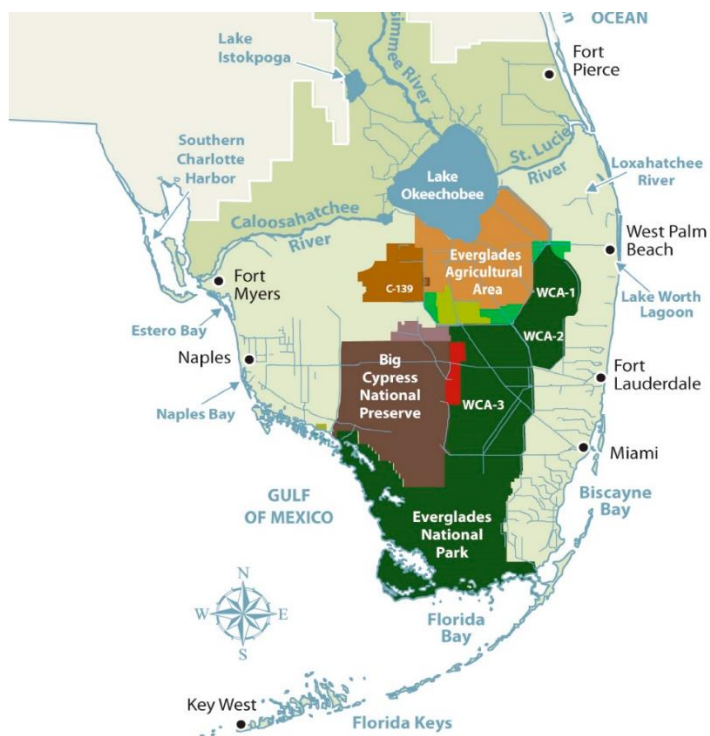 OCEAN
Lake
Istokpoga
simmee River
Fort
Pierce
Southern
Charlotte
Harbor
St. Lucie
River
Lake
Okeechobee
Loxahatchee
River
Caloosahatchee
River
West Palm
Beach
Everglades
Agricultural
Area
C-139
Fort
Myers
WCA-1
Lake Worth
Lagoon
Estero Bay
WCA-2
Naples
Big
Cypress
National
Preserve
Fort
Lauderdale
WCA-3
Naples Bay
Miami
GULF
OF MEXICO
Biscayne
Bay
Everglades
National
Park
N
W
E
S
Florida
Bay
Key West
Florida Keys